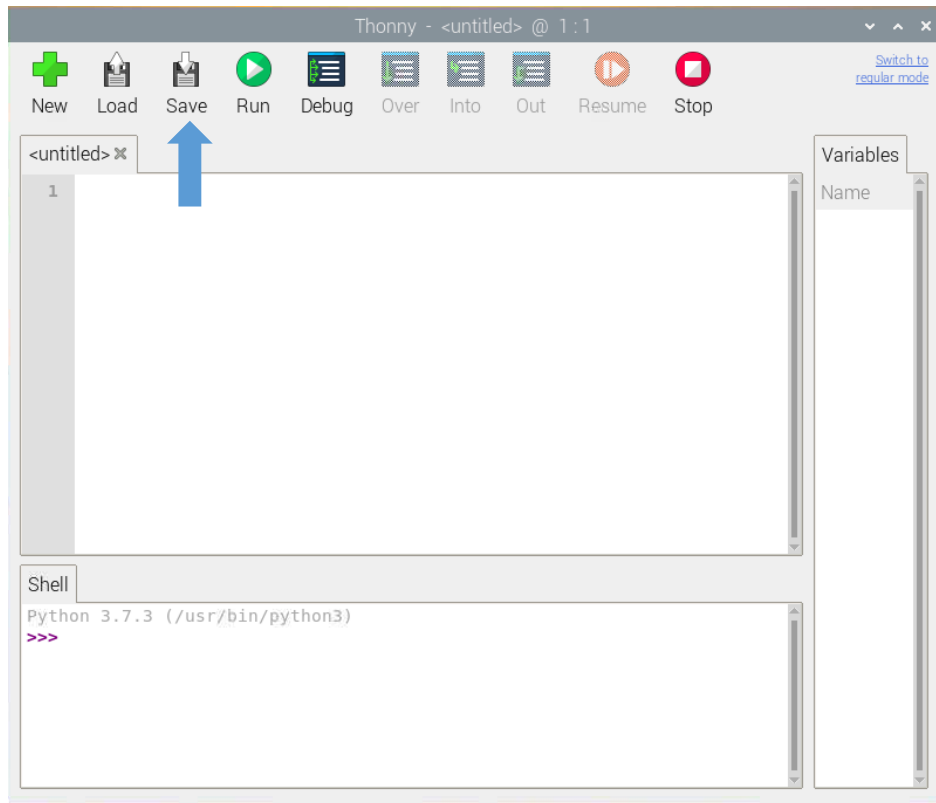 Thonny - <untitled> @ 1 : 1
New Load Save Run Debug Over Into Out Resume Stop
Switch to
regular mode
<untitled>
Variables
1
Name
Shell
Python 3.7.3 (/usr/bin/python3)
>>>